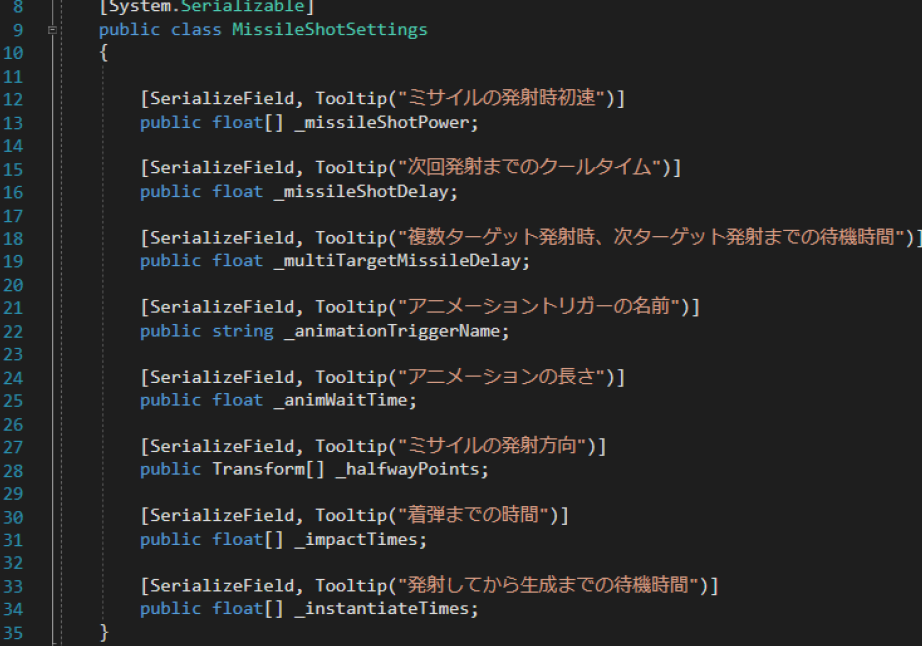 8 [System.Serializable]
9 public class MissileShotSettings
10 {
11
12 [SerializeField, Tooltip("ミサイルの発射時初速")]
13 public float[] _missileShotPower;
14
15 [SerializeField, Tooltip("次回発射までのクールタイム")]
16 public float _missileShotDelay;
17
18 [SerializeField, Tooltip("複数ターゲット発射時、次ターゲット発射までの待機時間")]
19 public float _multiTargetMissileDelay;
20
21 [SerializeField, Tooltip("アニメーショントリガーの名前")]
22 public string _animationTriggerName;
23
24 [SerializeField, Tooltip("アニメーションの長さ")]
25 public float _animWaitTime;
26
27 [SerializeField, Tooltip("ミサイルの発射方向")]
28 public Transform[] _halfwayPoints;
29
30 [SerializeField, Tooltip("着弾までの時間")]
31 public float[] _impactTimes;
32
33 [SerializeField, Tooltip("発射してから生成までの待機時間")]
34 public float[] _instantiateTimes;
35 }